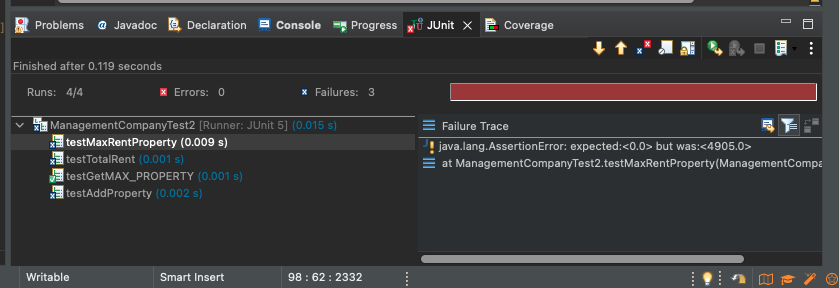 Problems @ Javadoc Declaration Console Progress JUnit Coverage
Finished after 0.119 seconds
Runs: 4/4 Errors: 0 Failures: 3
ManagementCompanyTest2 [Runner: JUnit 5] (0.015 s)
testMaxRentProperty (0.009 s)
testTotalRent (0.001 s)
testGetMAX_PROPERTY (0.001 s)
testAddProperty (0.002 s)
Failure Trace
java.lang.AssertionError: expected:<0.0> but was:<4905.0>
at ManagementCompanyTest2.testMaxRentProperty(ManagementCompa
Writable Smart Insert 98 : 62 : 2332